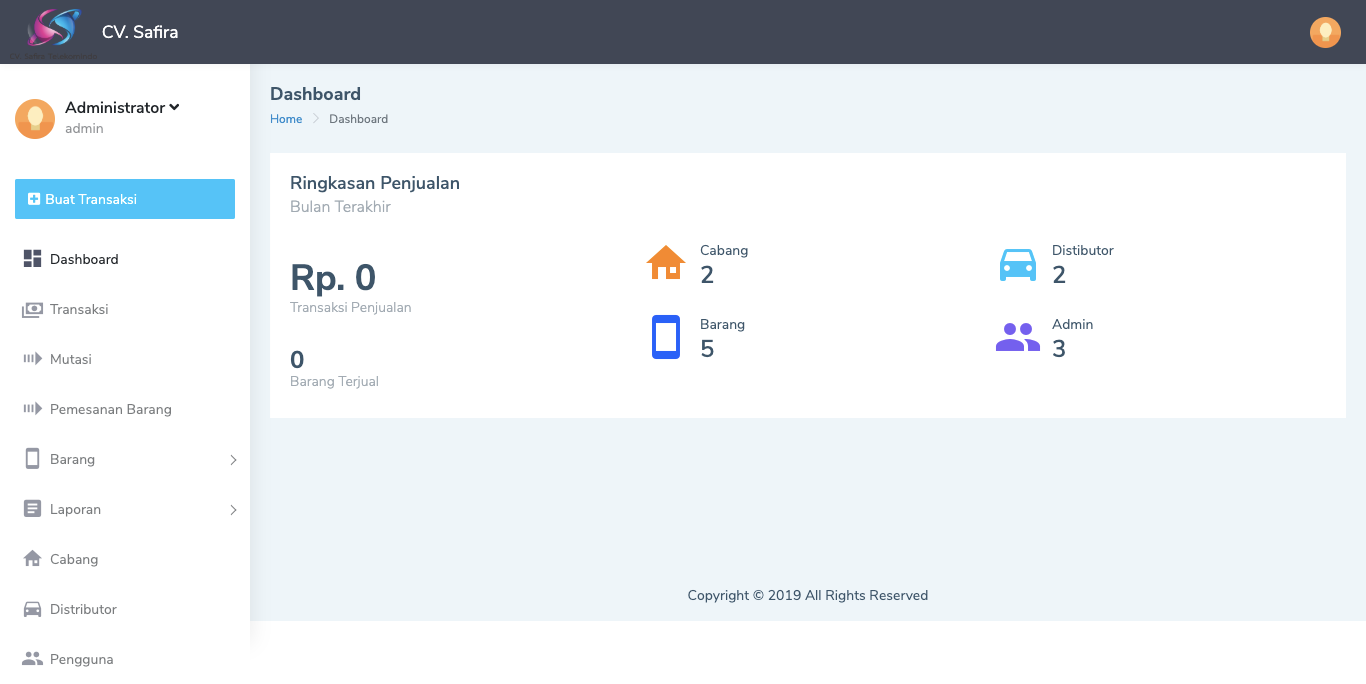 CV. Safira
Administrator
admin
Buat Transaksi
Dashboard
Transaksi
Mutasi
Pemesanan Barang
Barang
Laporan
Cabang
Distributor
Pengguna
Dashboard
Home
Dashboard
Ringkasan Penjualan
Bulan Terakhir
Rp. 0
Transaksi Penjualan
0
Barang Terjual
Cabang
2
Barang
5
Distibutor
2
Admin
3
Copyright © 2019 All Rights Reserved